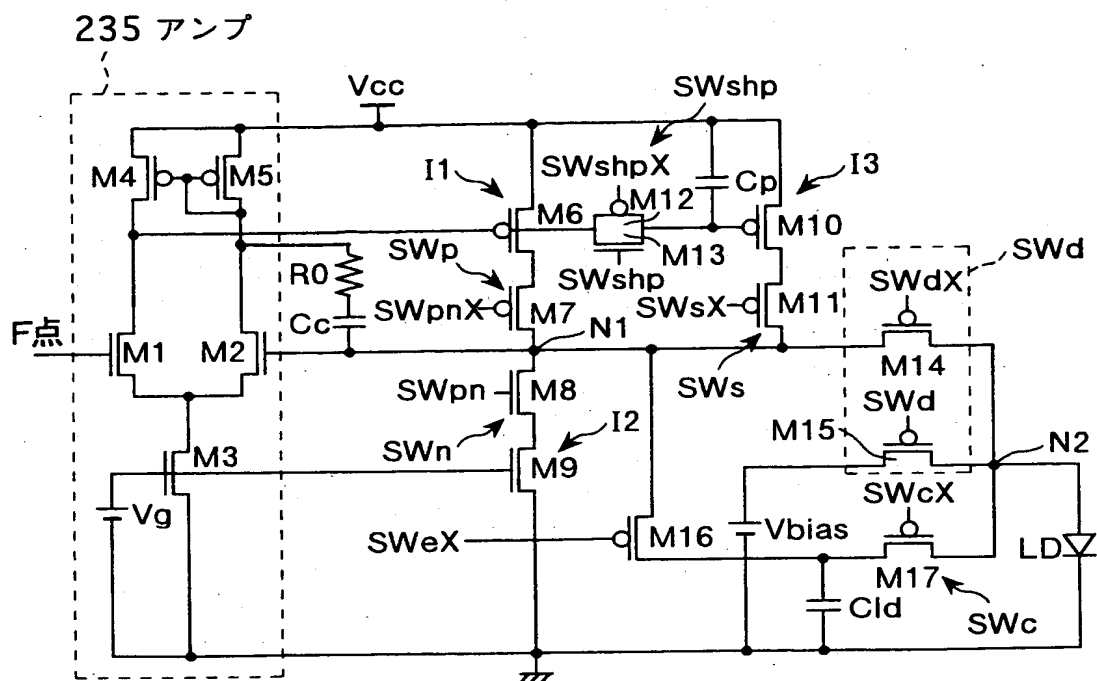 235 アンプ
Vcc
SWshp
M4
M5
I1
SWshpX
M12
Cp
I3
M6
M10
M13
SWp
SWshp
SWd
R0
SWpnX
M7
SWsX
M11
SWdX
Cc
N1
F点
M1
M2
SWpn
M8
SWs
M14
SWd
SWn
I2
M15
N2
M3
M9
SWcX
Vg
SWeX
M16
Vbias
LD
M17
Cld
SWc